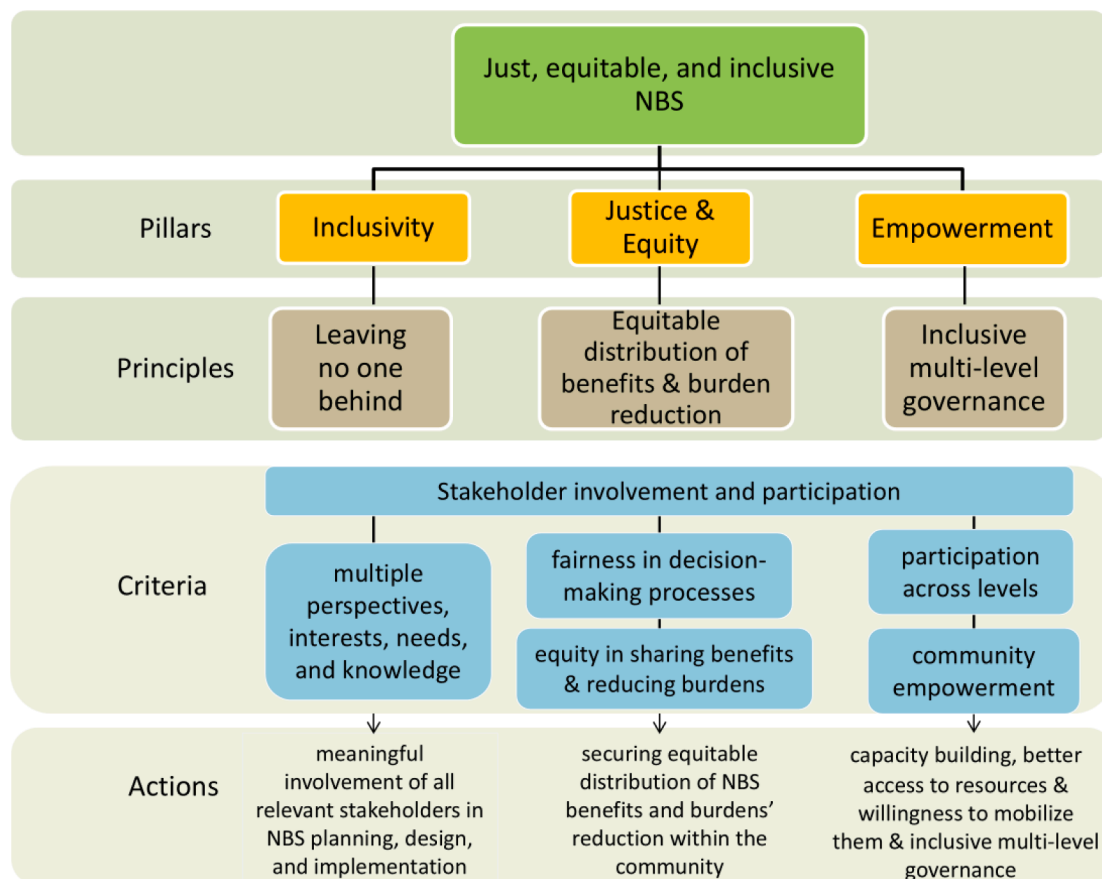 Just, equitable, and inclusive
NBS
Pillars
Inclusivity
Justice &
Equity
Empowerment
Principles
Leaving
no one
behind
Equitable
distribution of
benefits & burden
reduction
Inclusive
multi-level
governance
Criteria
Stakeholder involvement and participation
multiple
perspectives,
interests, needs,
and knowledge
fairness in decision-
making processes
equity in sharing benefits
& reducing burdens
participation
across levels
community
empowerment
Actions
meaningful
involvement of all
relevant stakeholders in
NBS planning, design,
and implementation
securing equitable
distribution of NBS
benefits and burdens’
reduction within the
community
capacity building, better
access to resources &
willingness to mobilize
them & inclusive multi-level
governance